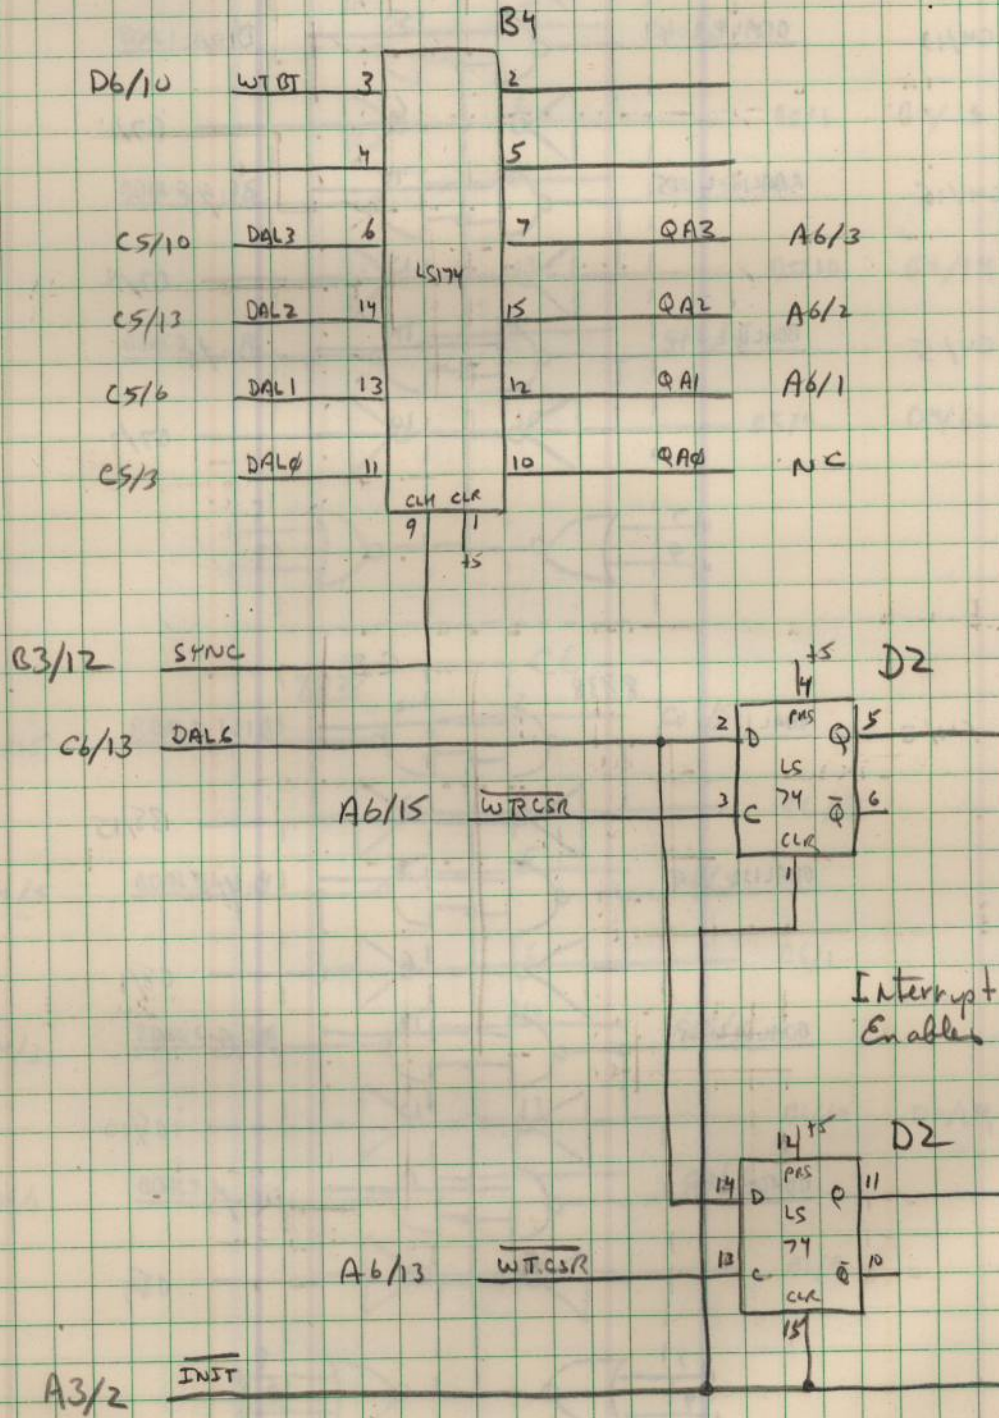 B4
D6/10 WTBT 3 2
4 5
C5/10 DAL3 6 7 QA3 A6/3
LS174
C5/13 DAL2 14 15 QA2 A6/2
C5/6 DAL1 13 12 QA1 A6/1
C5/3 DALØ 11 10 QAØ NC
CLK CLR
9 1
+5
B3/12 SYNC
+5 D2
4
C6/13 DAL6 2 D PRS Q 5
LS
A6/15 WRCSR 3 C 74 Q 6
CLR
1
Interrupt
Enables
12 +5 D2
14 D PRS Q 11
LS
74
A6/13 WTCSR 13 C Q 10
CLR
15
A3/2 INIT